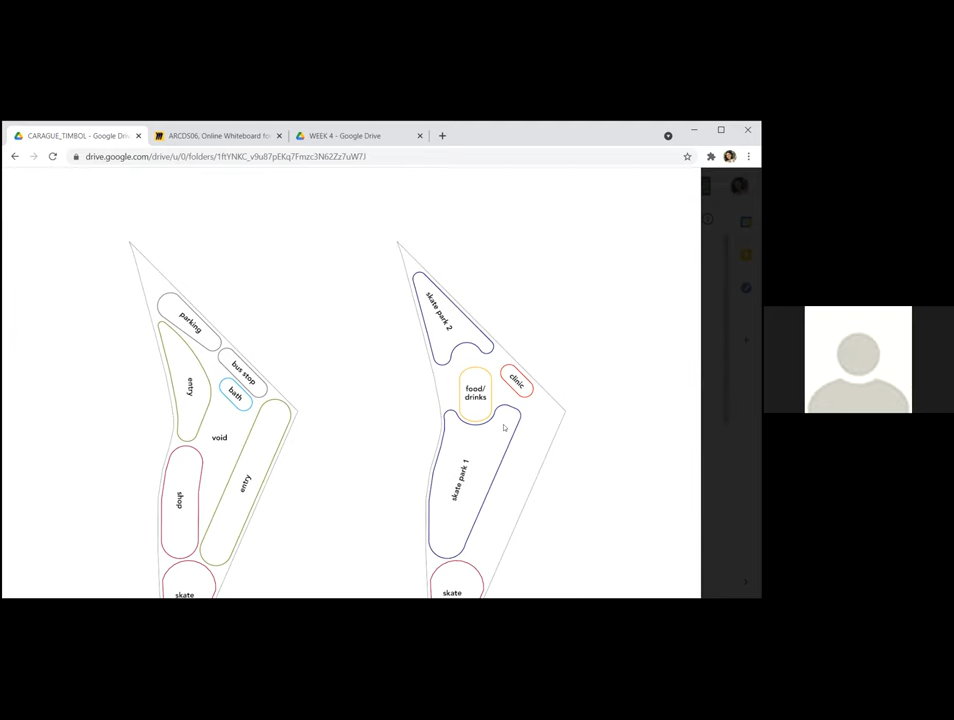 CARAGUE_TIMBOL - Google Dri
ARCDS06, Online Whiteboard fo
WEEK 4 - Google Drive
drive.google.com/drive/u/0/folders/1ftYNKC_v9u87pEKq7Fmzc3N62Zz7uW7J
parking
bus stop
bath
entry
void
entry
shop
skate
skate park 2
clinic
food/
drinks
skate park 1
skate